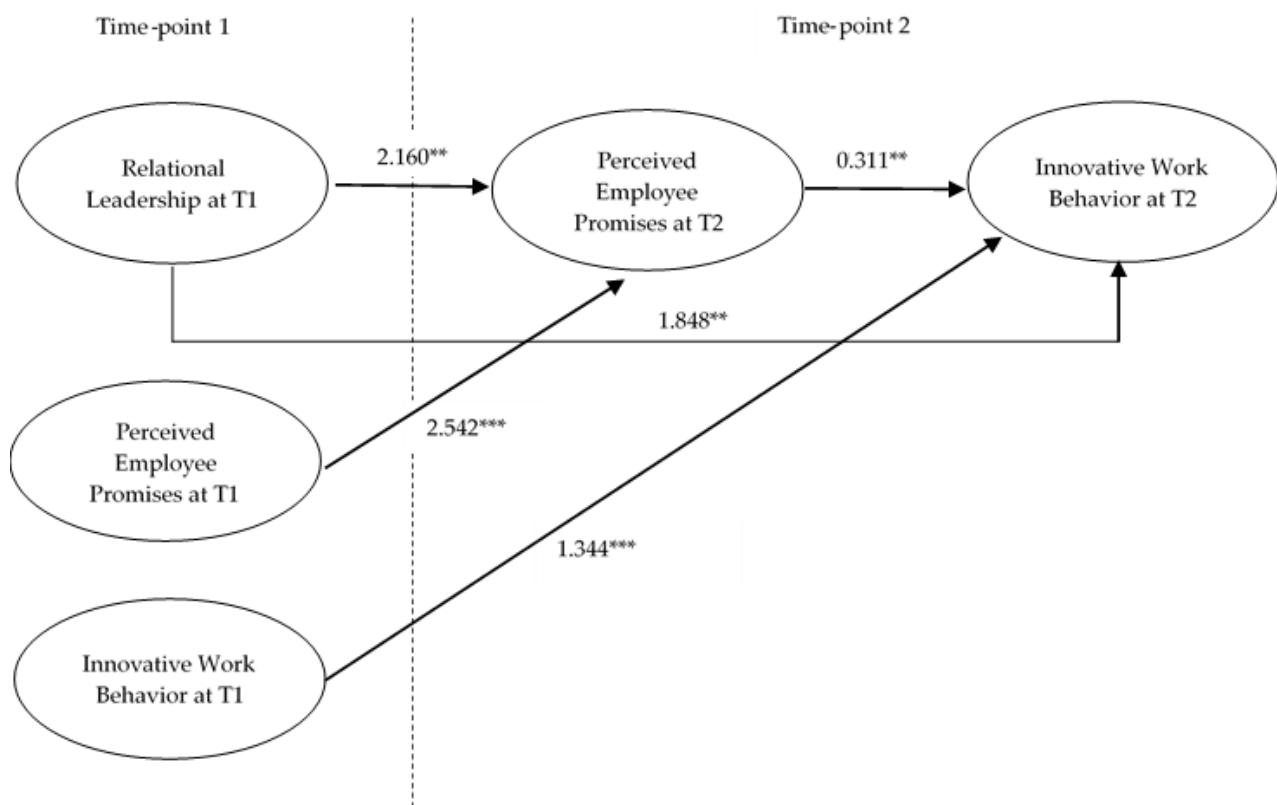 Time-point 1
Time-point 2
Relational
Leadership at T1
2.160**
Perceived
Employee
Promises at T2
0.311**
Innovative Work
Behavior at T2
1.848**
Perceived
Employee
Promises at T1
2.542***
1.344***
Innovative Work
Behavior at T1